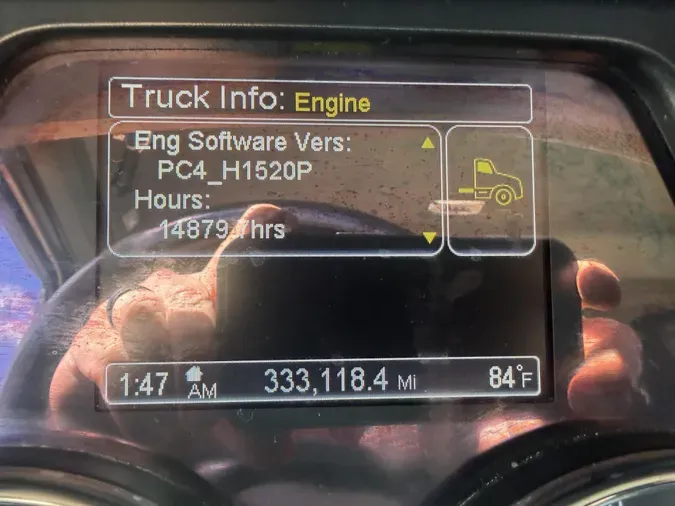 Truck Info: Engine
Eng Software Vers:
PC4_H1520P
Hours:
14879.7hrs
1:47 AM 333,118.4 Mi 84°F